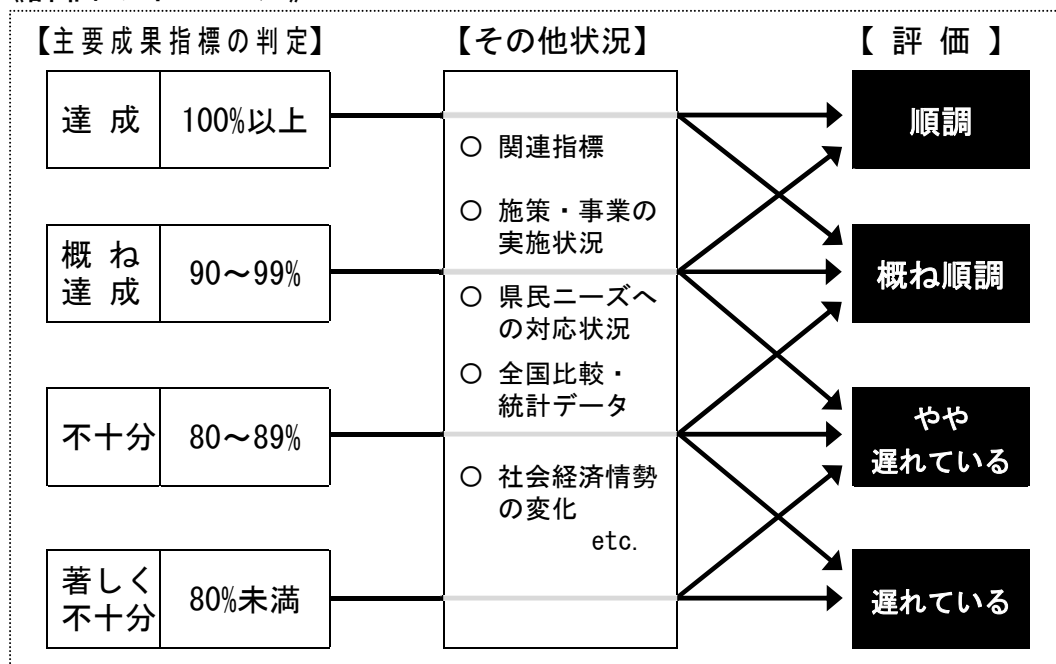 【主要成果指標の判定】
【その他状況】
【 評 価 】
達 成
100%以上
概 ね
達 成
90～99%
不十分
80～89%
著しく
不十分
80%未満
○ 関連指標
○ 施策・事業の
実施状況
○ 県民ニーズへ
の対応状況
○ 全国比較・
統計データ
○ 社会経済情勢
の変化
etc.
順調
概ね順調
やや
遅れている
遅れている